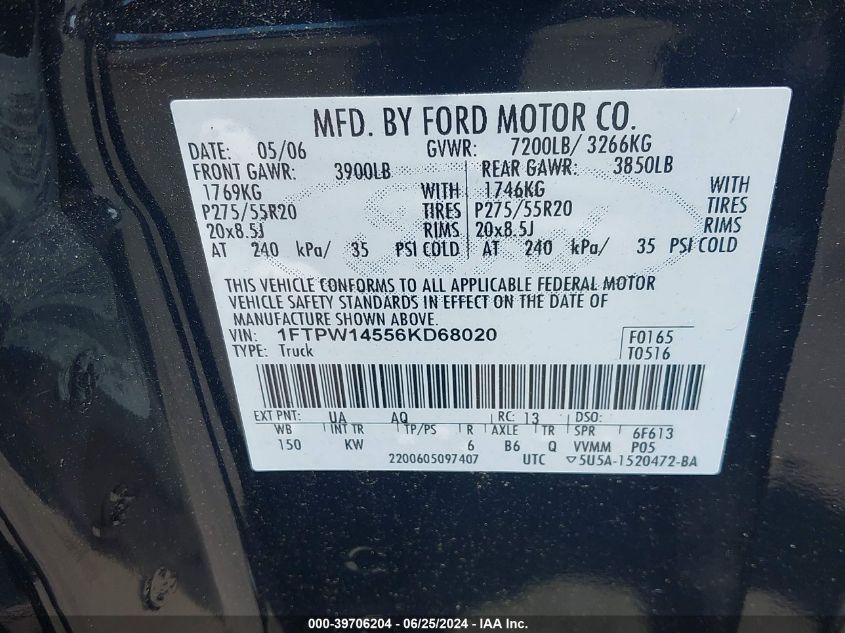 MFD. BY FORD MOTOR CO.
DATE: 05/06 GVWR: 7200LB/ 3266KG
FRONT GAWR: 3900LB REAR GAWR: 3850LB
1769KG WITH 1746KG WITH
P275/55R20 TIRES P275/55R20 TIRES
20x8.5J RIMS 20x8.5J RIMS
AT 240 kPa/ 35 PSI COLD AT 240 kPa/ 35 PSI COLD
THIS VEHICLE CONFORMS TO ALL APPLICABLE FEDERAL MOTOR
VEHICLE SAFETY STANDARDS IN EFFECT ON THE DATE OF
MANUFACTURE SHOWN ABOVE.
VIN: 1FTPW14556KD68020 F0165
TYPE: Truck T0516
EXT PNT: UA AQ RC: 13 DSO:
WB INT TR TP/PS R AXLE TR SPR 6F613
150 KW 6 B6 Q VVMM P05
2200605097407 UTC ▽5U5A-1520472-BA
000-39706204 - 06/25/2024 - IAA Inc.